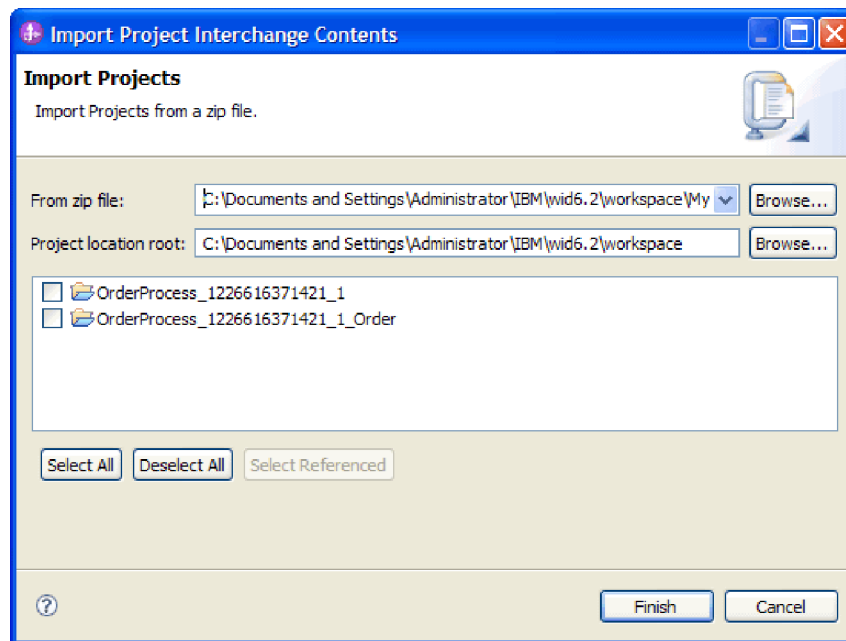 Import Project Interchange Contents
Import Projects
Import Projects from a zip file.
From zip file: C:\Documents and Settings\Administrator\IBM\wid6.2\workspace\My Browse...
Project location root: C:\Documents and Settings\Administrator\IBM\wid6.2\workspace Browse...
OrderProcess_1226616371421_1
OrderProcess_1226616371421_1_Order
Select All Deselect All Select Referenced
? Finish Cancel